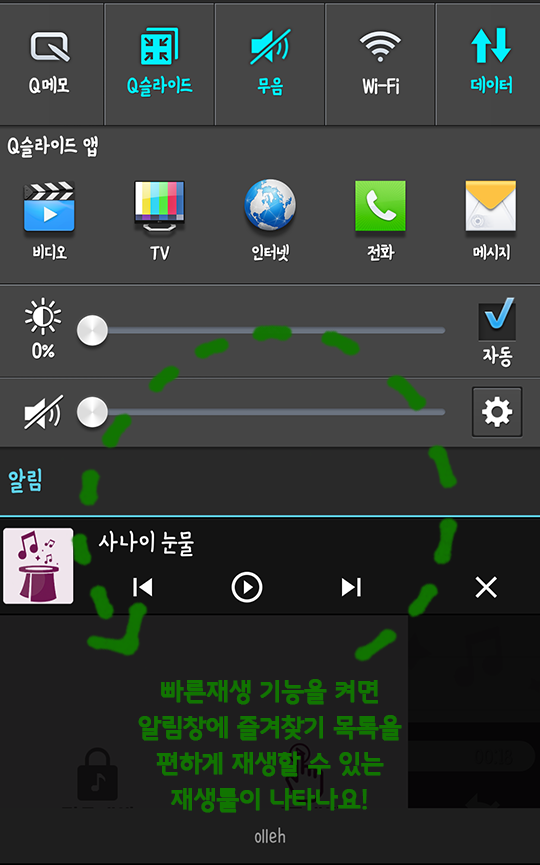 Q메모 Q슬라이드 무음 Wi-Fi 데이터
Q슬라이드 앱
비디오 TV 인터넷 전화 메시지
0% 자동
알림
사나이 눈물
빠른재생 기능을 켜면
알림창에 즐겨찾기 목록을
편하게 재생할 수 있는
재생툴이 나타나요!
olleh